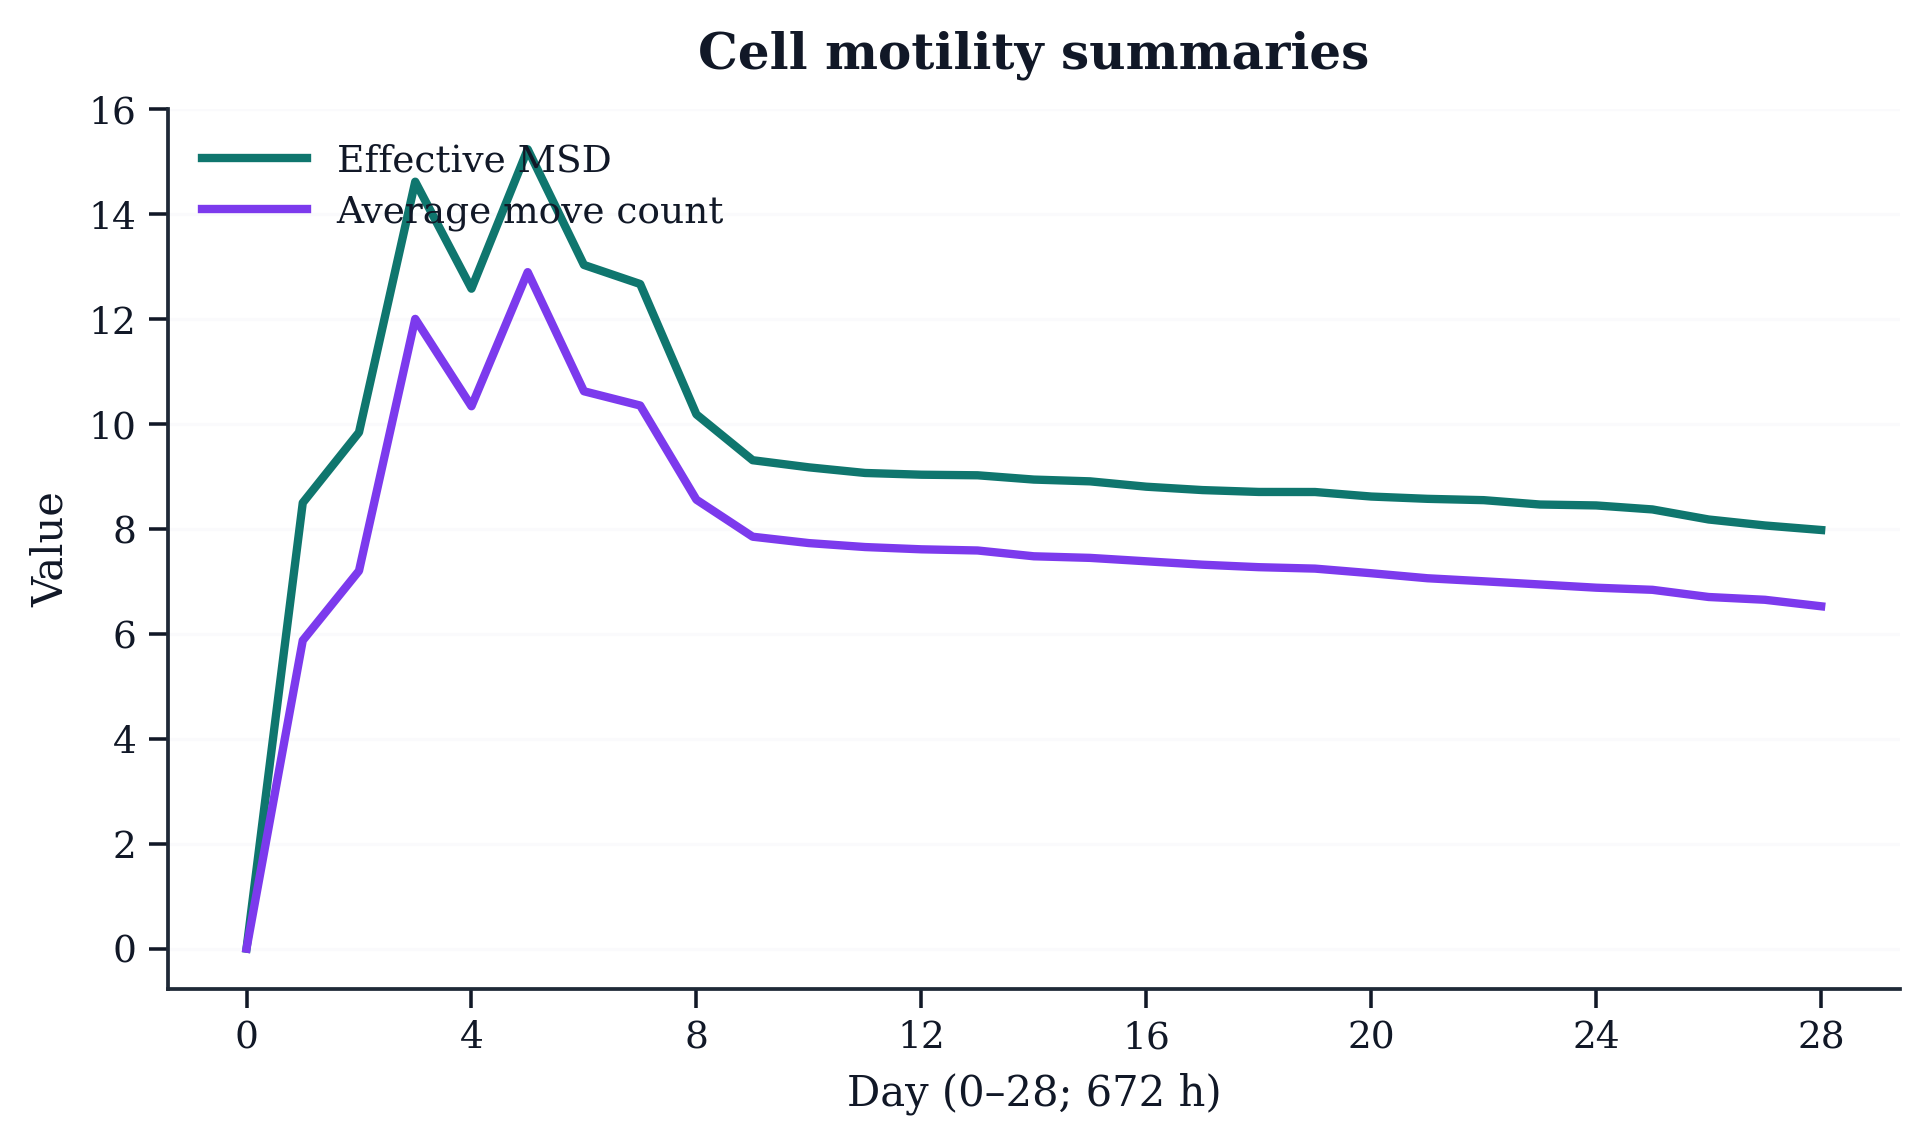 Cell motility summaries
Effective MSD
Average move count
Value
16
14
12
10
8
6
4
2
0
0 4 8 12 16 20 24 28
Day (0–28; 672 h)